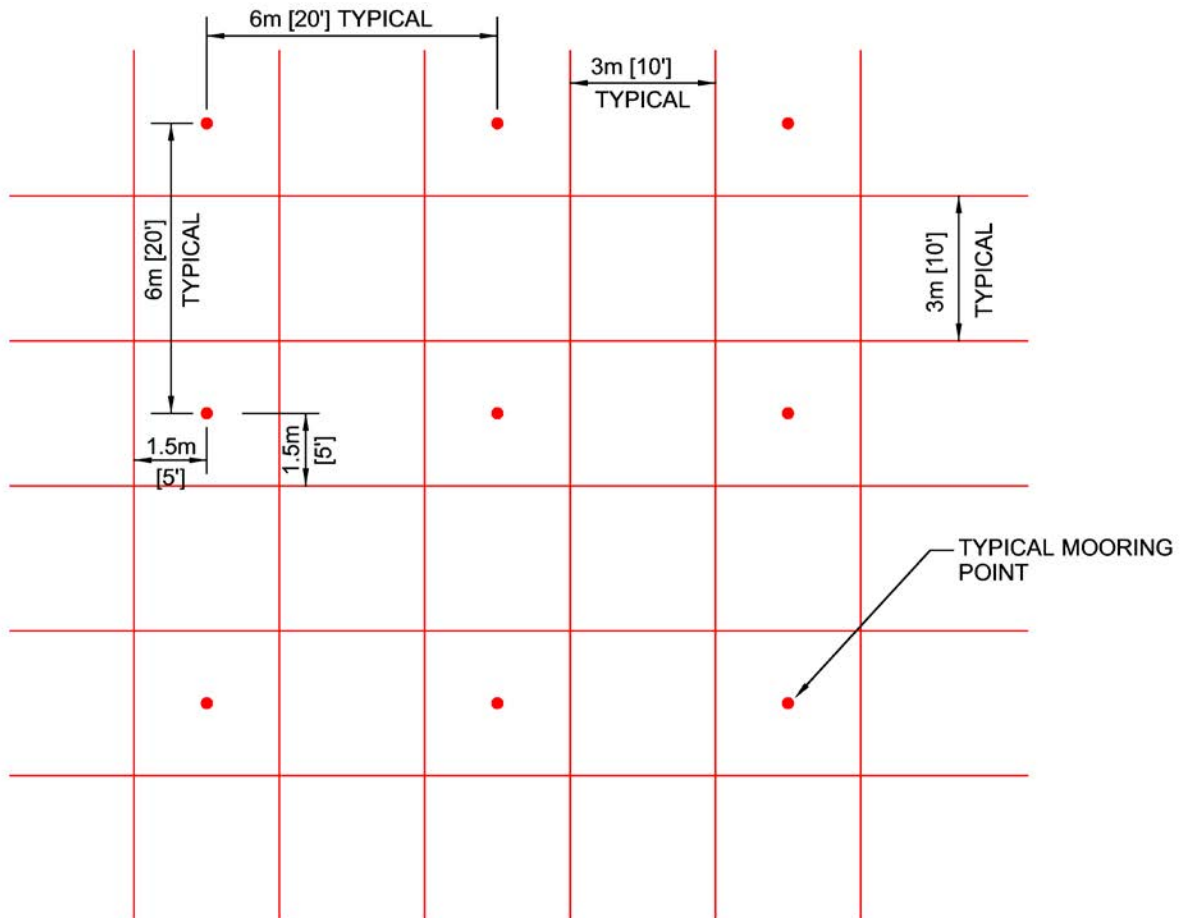 6m [20'] TYPICAL
3m [10']
TYPICAL
6m [20']
TYPICAL
3m [10']
TYPICAL
1.5m
[5']
1.5m
[5']
TYPICAL MOORING
POINT